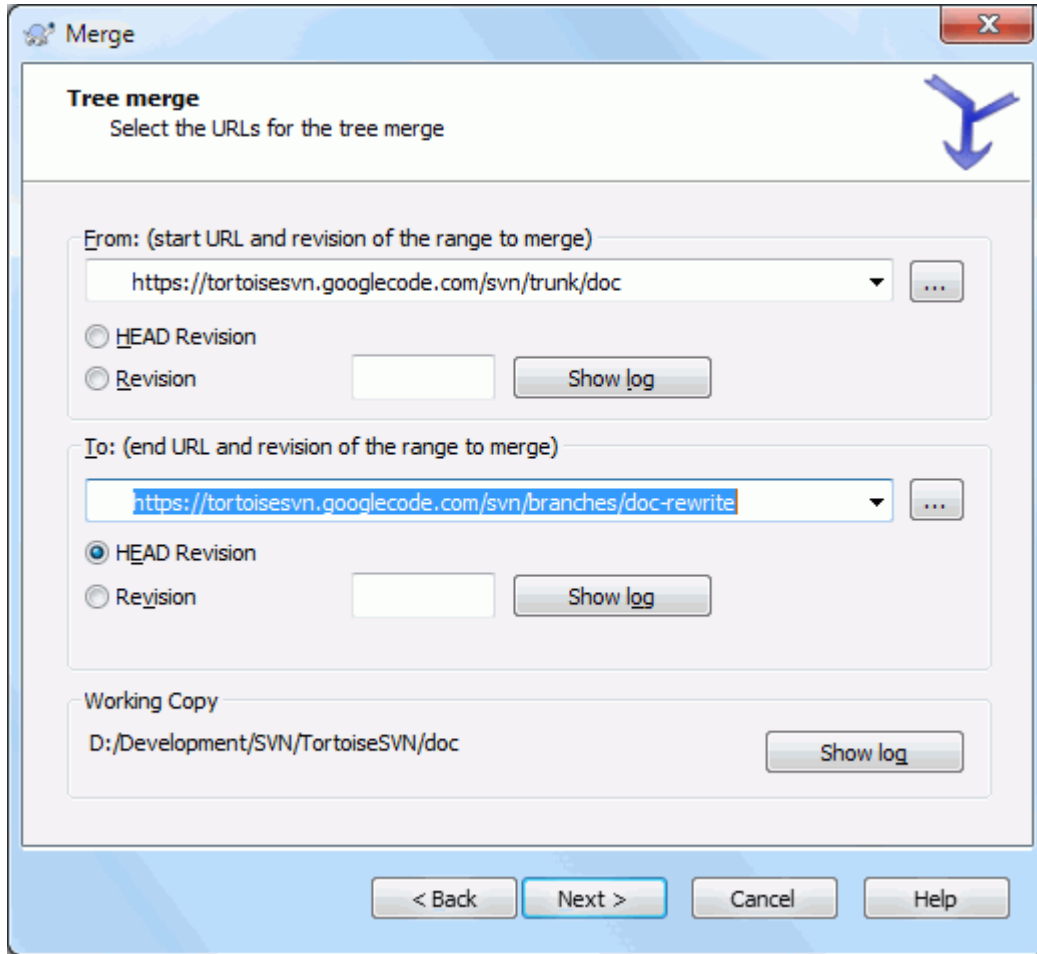 Merge
Tree merge
Select the URLs for the tree merge
From: (start URL and revision of the range to merge)
https://tortoisesvn.googlecode.com/svn/trunk/doc
...
HEAD Revision
Revision
Show log
To: (end URL and revision of the range to merge)
https://tortoisesvn.googlecode.com/svn/branches/doc-rewrite
...
HEAD Revision
Revision
Show log
Working Copy
D:/Development/SVN/TortoiseSVN/doc
Show log
< Back Next > Cancel Help